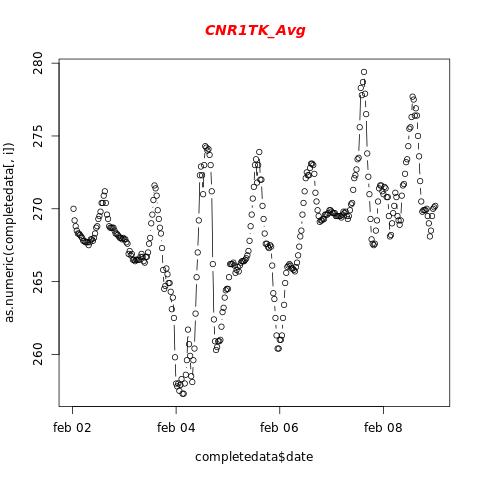 CNR1TK_Avg
as.numeric(completedata[, i])
280
275
270
265
260
feb 02
feb 04
feb 06
feb 08
completedata$date